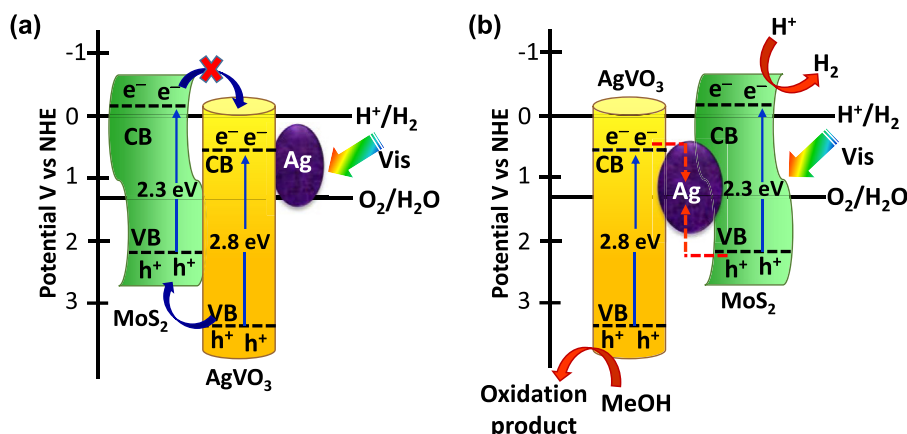 (a)
Potential V vs NHE
-1
0
1
2
3
e⁻ e⁻
CB
2.3 eV
VB
h⁺ h⁺
MoS₂
e⁻ e⁻
CB
2.8 eV
VB
h⁺ h⁺
AgVO₃
Ag
H⁺/H₂
Vis
O₂/H₂O
(b)
Potential V vs NHE
-1
0
1
2
3
AgVO₃
e⁻ e⁻
CB
2.8 eV
VB
h⁺ h⁺
Oxidation
product
MeOH
Ag
H⁺
H₂
e⁻ e⁻
CB
2.3 eV
VB
h⁺ h⁺
MoS₂
H⁺/H₂
Vis
O₂/H₂O